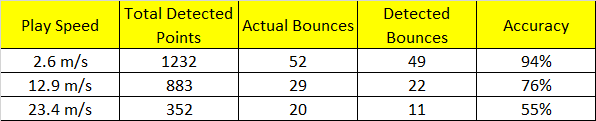 Play Speed Total Detected Points Actual Bounces Detected Bounces Accuracy
2.6 m/s 1232 52 49 94%
12.9 m/s 883 29 22 76%
23.4 m/s 352 20 11 55%